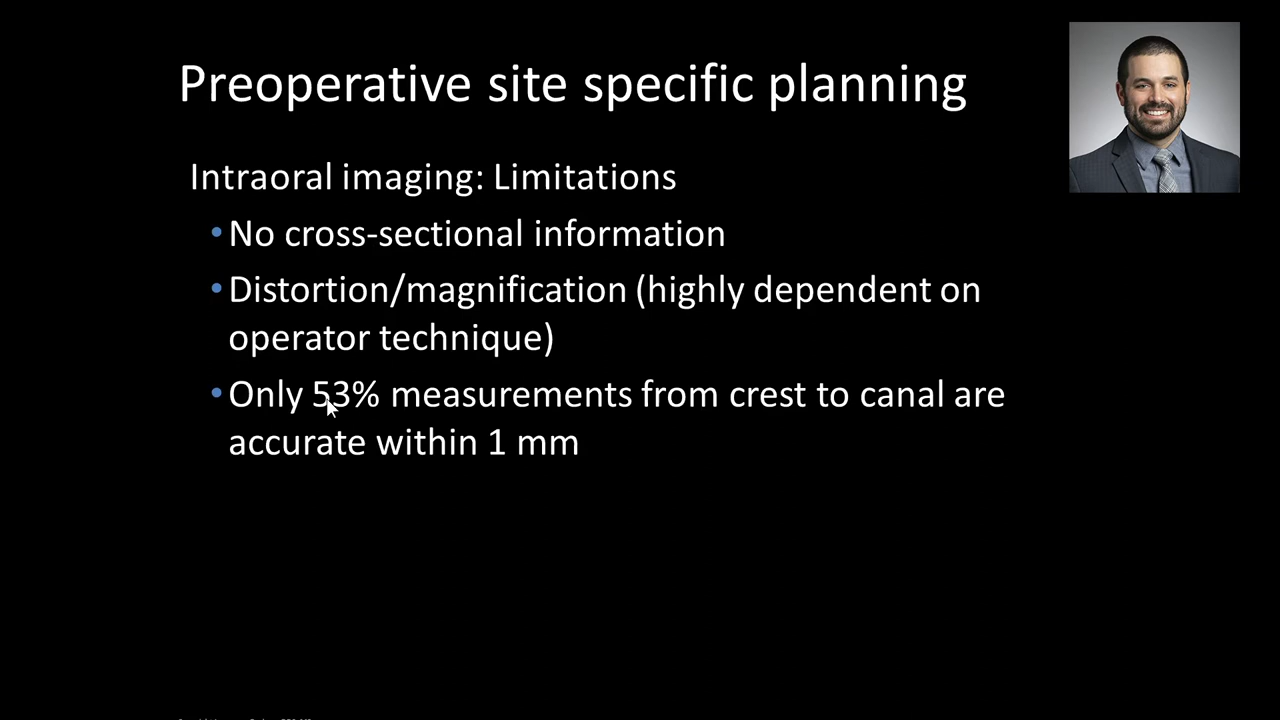 Preoperative site specific planning
Intraoral imaging: Limitations
•No cross-sectional information
•Distortion/magnification (highly dependent on
operator technique)
•Only 53% measurements from crest to canal are
accurate within 1 mm